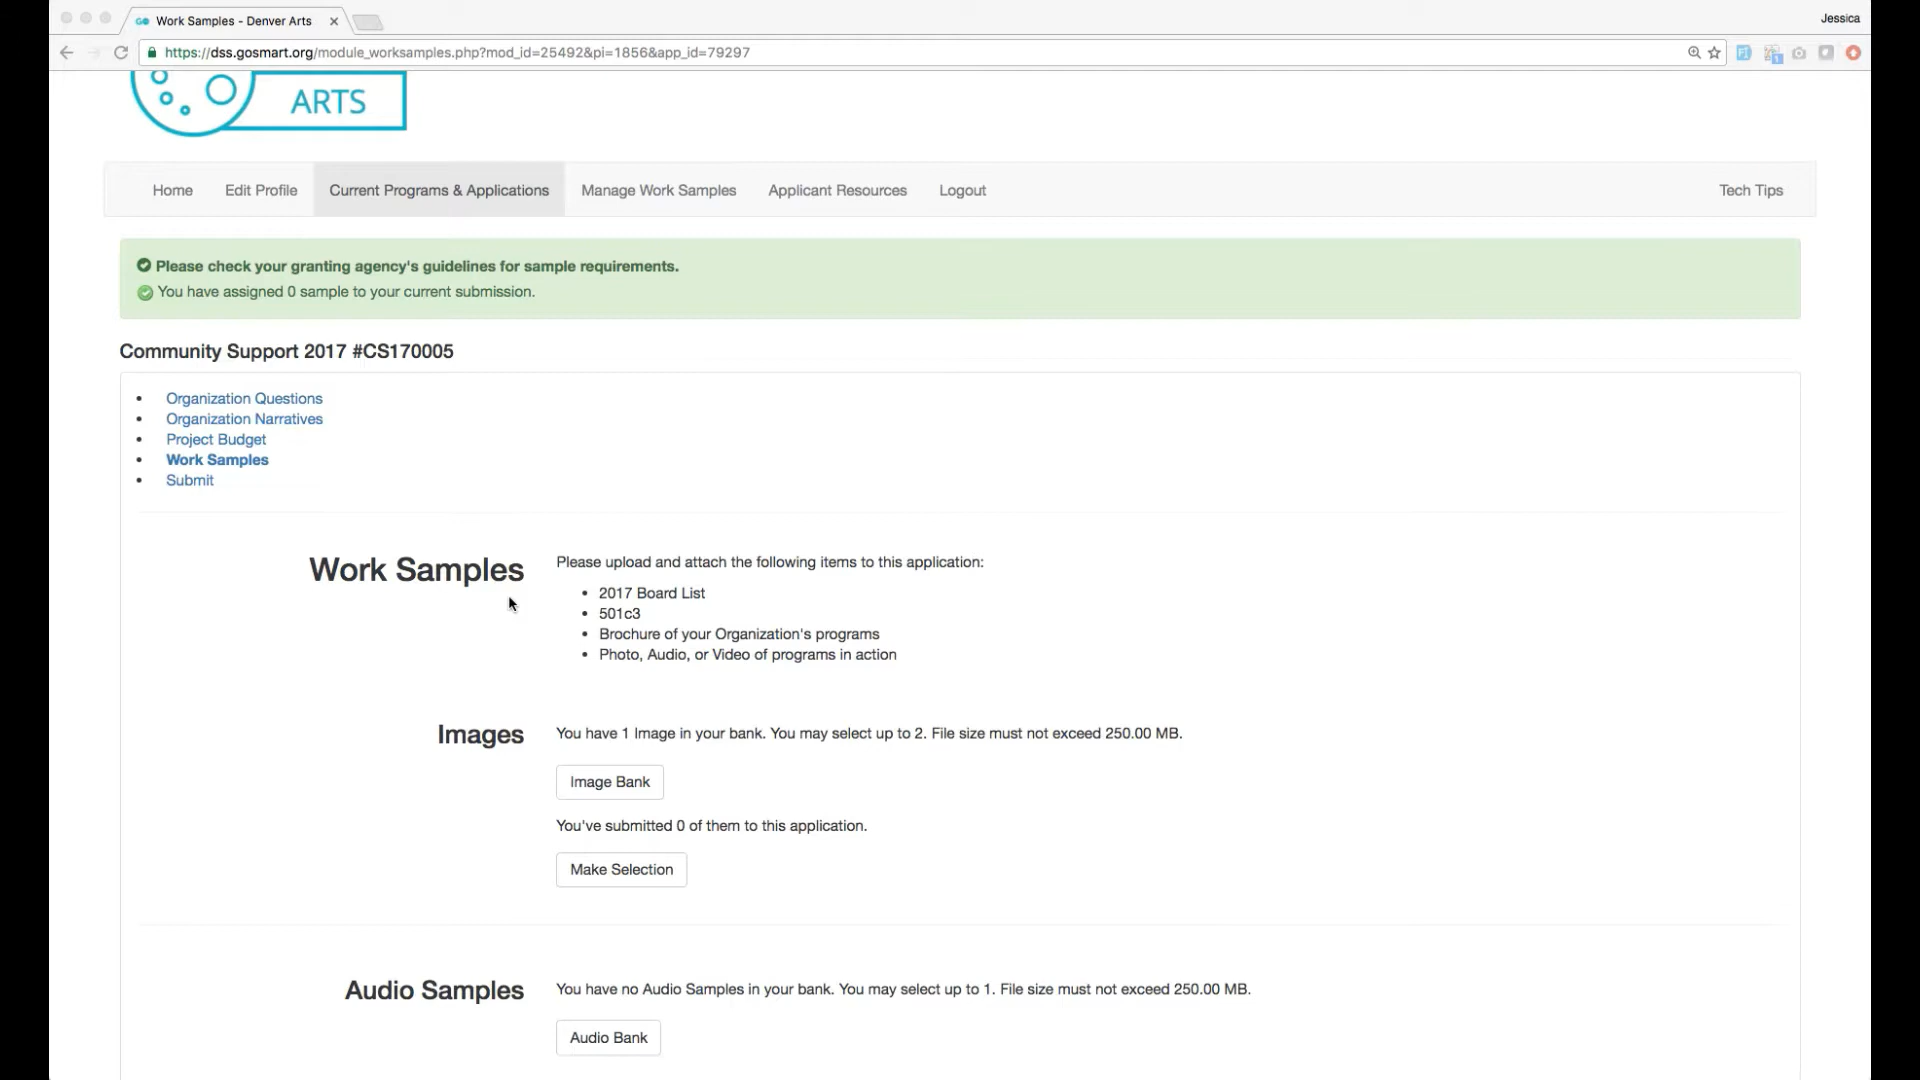 Work Samples - Denver Arts
Jessica
https://dss.gosmart.org/module_worksamples.php?mod_id=25492&pi=1856&app_id=79297
ARTS
Home Edit Profile Current Programs & Applications Manage Work Samples Applicant Resources Logout Tech Tips
Please check your granting agency's guidelines for sample requirements.
You have assigned 0 sample to your current submission.
Community Support 2017 #CS170005
• Organization Questions
• Organization Narratives
• Project Budget
• Work Samples
• Submit
Work Samples
Please upload and attach the following items to this application:
• 2017 Board List
• 501c3
• Brochure of your Organization's programs
• Photo, Audio, or Video of programs in action
Images
You have 1 Image in your bank. You may select up to 2. File size must not exceed 250.00 MB.
Image Bank
You've submitted 0 of them to this application.
Make Selection
Audio Samples
You have no Audio Samples in your bank. You may select up to 1. File size must not exceed 250.00 MB.
Audio Bank